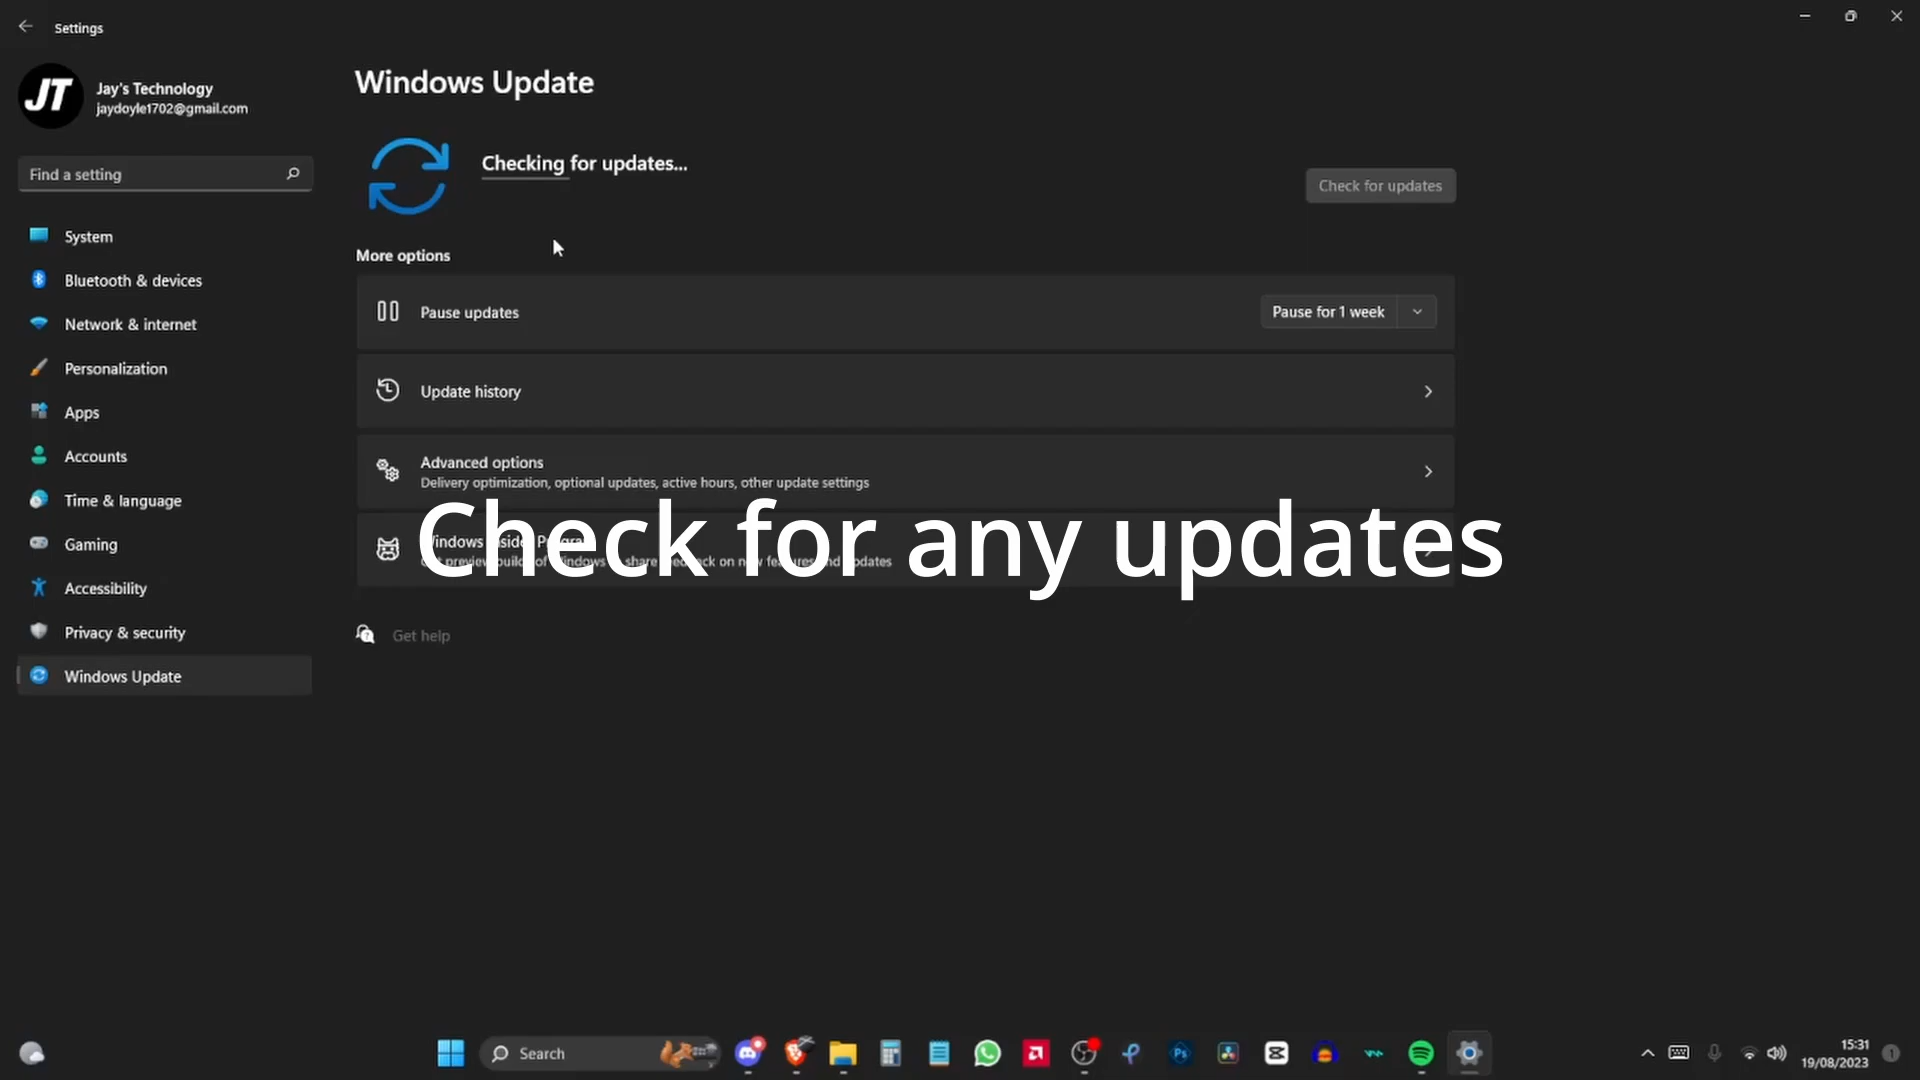 Settings
JT
Jay's Technology
jaydoyle1702@gmail.com
Find a setting
System
Bluetooth & devices
Network & internet
Personalization
Apps
Accounts
Time & language
Gaming
Accessibility
Privacy & security
Windows Update
Windows Update
Checking for updates...
Check for updates
More options
Pause updates
Pause for 1 week
Update history
Advanced options
Delivery optimization, optional updates, active hours, other update settings
Check for any updates
Get help
Search
Ps
15:31
19/08/2023
1